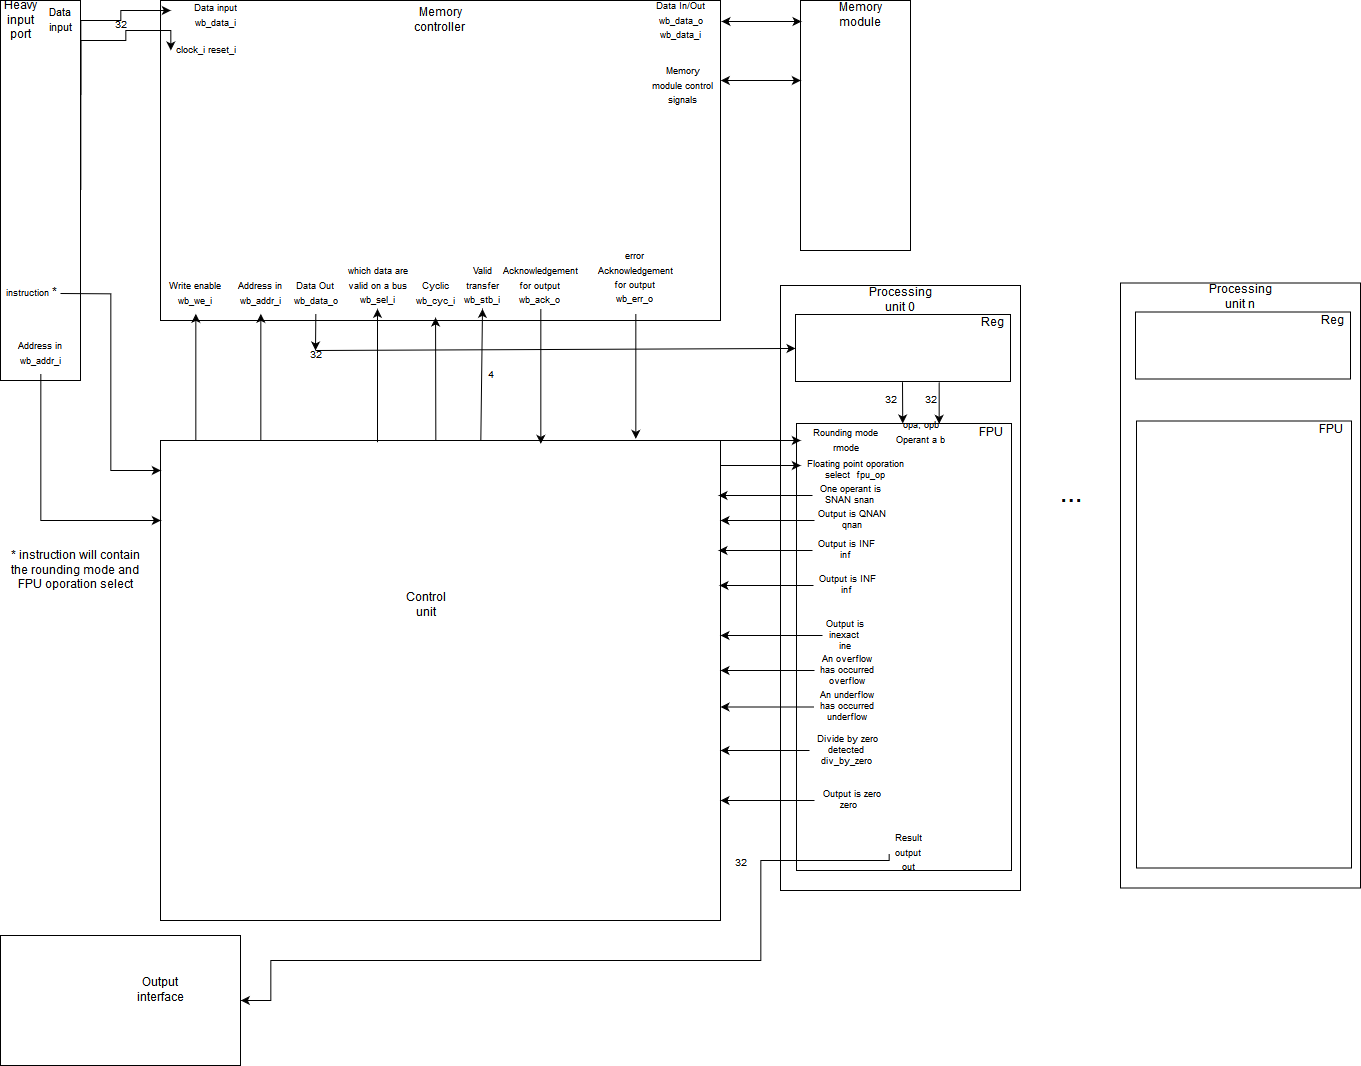 Heavy
input
port
Data
input
32
Data input
wb_data_i
clock_i reset_i
Memory
controller
Data In/Out
wb_data_o
wb_data_i
Memory
module control
signals
Memory
module
instruction *
Address in
wb_addr_i
Write enable
wb_we_i
Address in
wb_addr_i
Data Out
wb_data_o
which data are
valid on a bus
wb_sel_i
Cyclic
wb_cyc_i
Valid
transfer
wb_stb_i
Acknowledgement
for output
wb_ack_o
error
Acknowledgement
for output
wb_err_o
32
4
Processing
unit 0
Reg
32
32
opa, opb
Operant a b
FPU
Rounding mode
rmode
Floating point oporation
select fpu_op
One operant is
SNAN snan
Output is QNAN
qnan
Output is INF
inf
Output is INF
inf
Output is
inexact
ine
An overflow
has occurred
overflow
An underflow
has occurred
underflow
Divide by zero
detected
div_by_zero
Output is zero
zero
Result
output
out
32
...
Processing
unit n
Reg
FPU
* instruction will contain
the rounding mode and
FPU oporation select
Control
unit
Output
interface